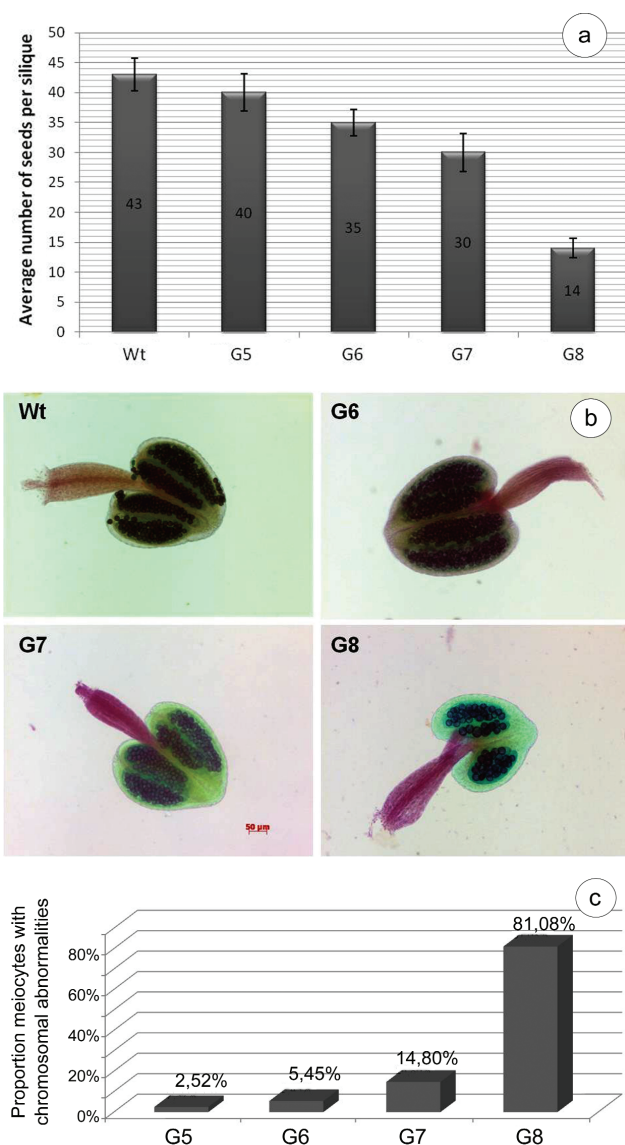 a
Average number of seeds per silique
50
45
40
35
30
25
20
15
10
5
0
43
40
35
30
14
Wt G5 G6 G7 G8
Wt
G6
b
G7
G8
50 µm
c
Proportion meiocytes with
chromosomal abnormalities
80%
60%
40%
20%
0%
2,52%
5,45%
14,80%
81,08%
G5 G6 G7 G8